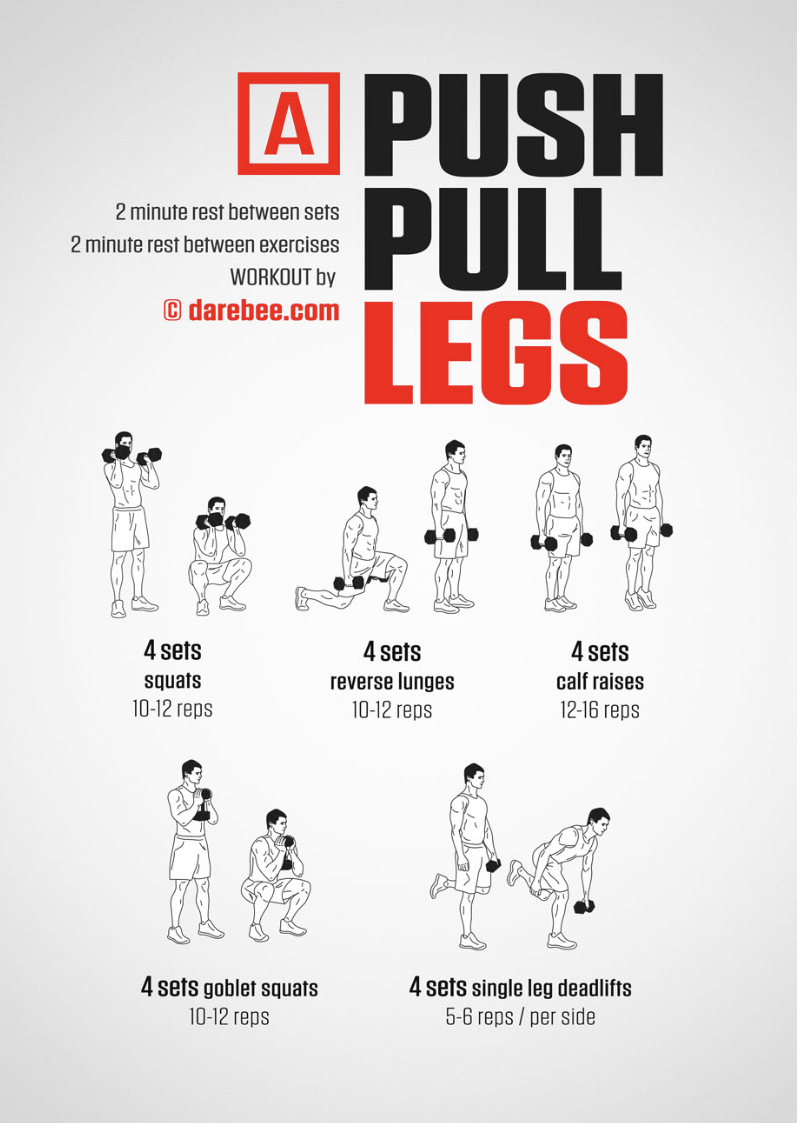 A
PUSH
PULL
LEGS
2 minute rest between sets
2 minute rest between exercises
WORKOUT by
© darebee.com
4 sets
squats
10-12 reps
4 sets
reverse lunges
10-12 reps
4 sets
calf raises
12-16 reps
4 sets goblet squats
10-12 reps
4 sets single leg deadlifts
5-6 reps / per side